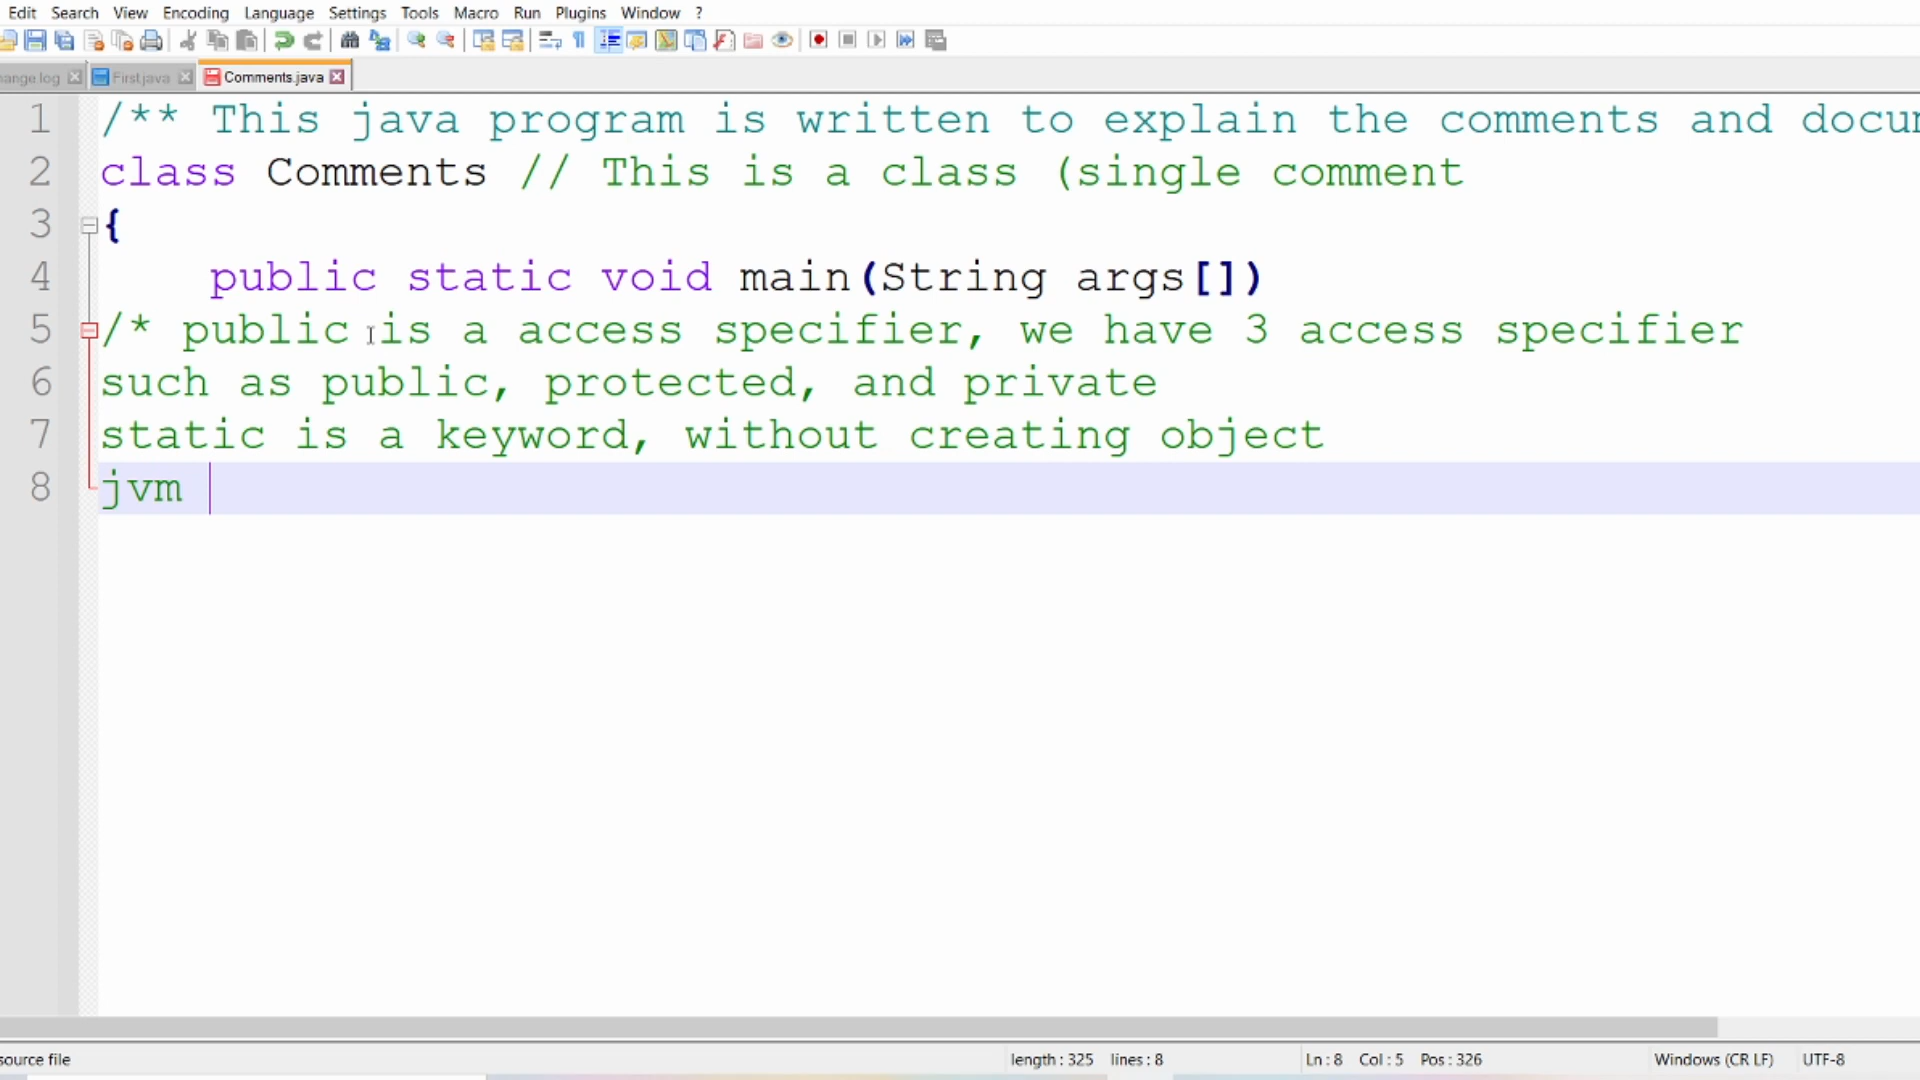 Edit Search View Encoding Language Settings Tools Macro Run Plugins Window ?
ange.log First.java Comments.java
1 /** This java program is written to explain the comments and docu
2 class Comments // This is a class (single comment
3 {
4 public static void main(String args[])
5 /* public is a access specifier, we have 3 access specifier
6 such as public, protected, and private
7 static is a keyword, without creating object
8 jvm
source file length : 325 lines : 8 Ln : 8 Col : 5 Pos : 326 Windows (CR LF) UTF-8